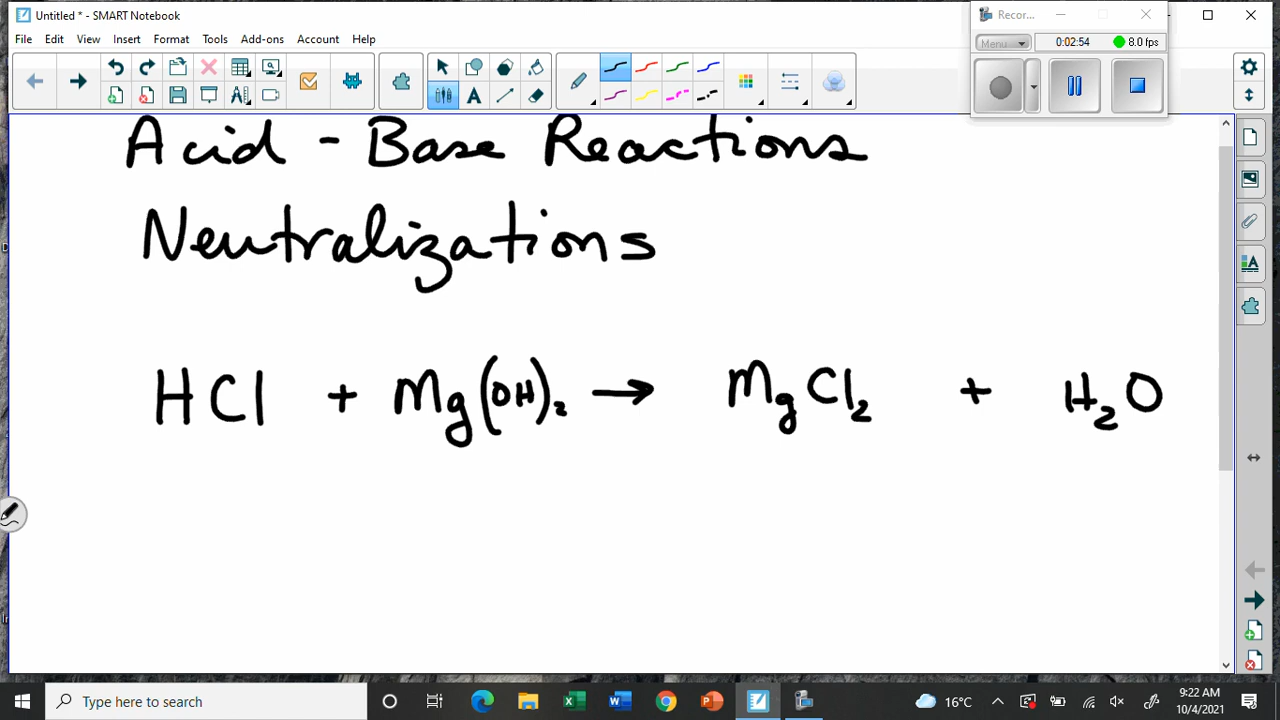 Untitled * - SMART Notebook
File Edit View Insert Format Tools Add-ons Account Help
Recor...
Menu 0:02:54 8.0 fps
Acid - Base Reactions
Neutralizations
HCl + Mg(OH)₂ → MgCl₂ + H₂O
Type here to search
16°C
9:22 AM
10/4/2021